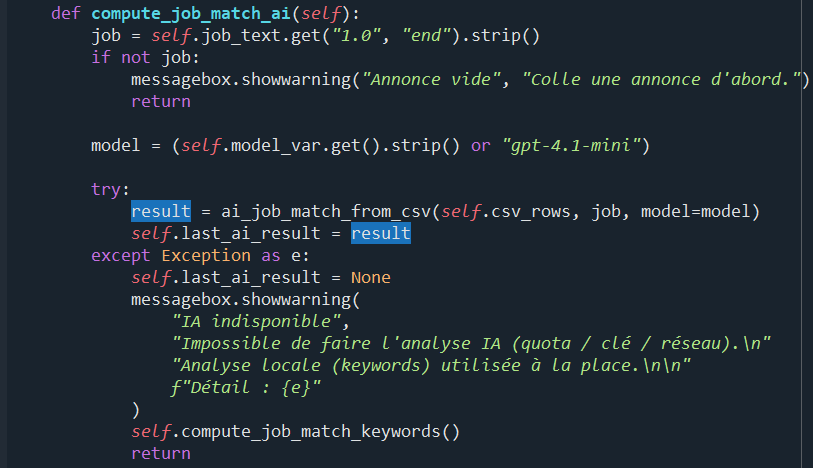 def compute_job_match_ai(self):
job = self.job_text.get("1.0", "end").strip()
if not job:
messagebox.showwarning("Annonce vide", "Colle une annonce d'abord.")
return
model = (self.model_var.get().strip() or "gpt-4.1-mini")
try:
result = ai_job_match_from_csv(self.csv_rows, job, model=model)
self.last_ai_result = result
except Exception as e:
self.last_ai_result = None
messagebox.showwarning(
"IA indisponible",
"Impossible de faire l'analyse IA (quota / clé / réseau).\n"
"Analyse locale (keywords) utilisée à la place.\n\n"
f"Détail : {e}"
)
self.compute_job_match_keywords()
return